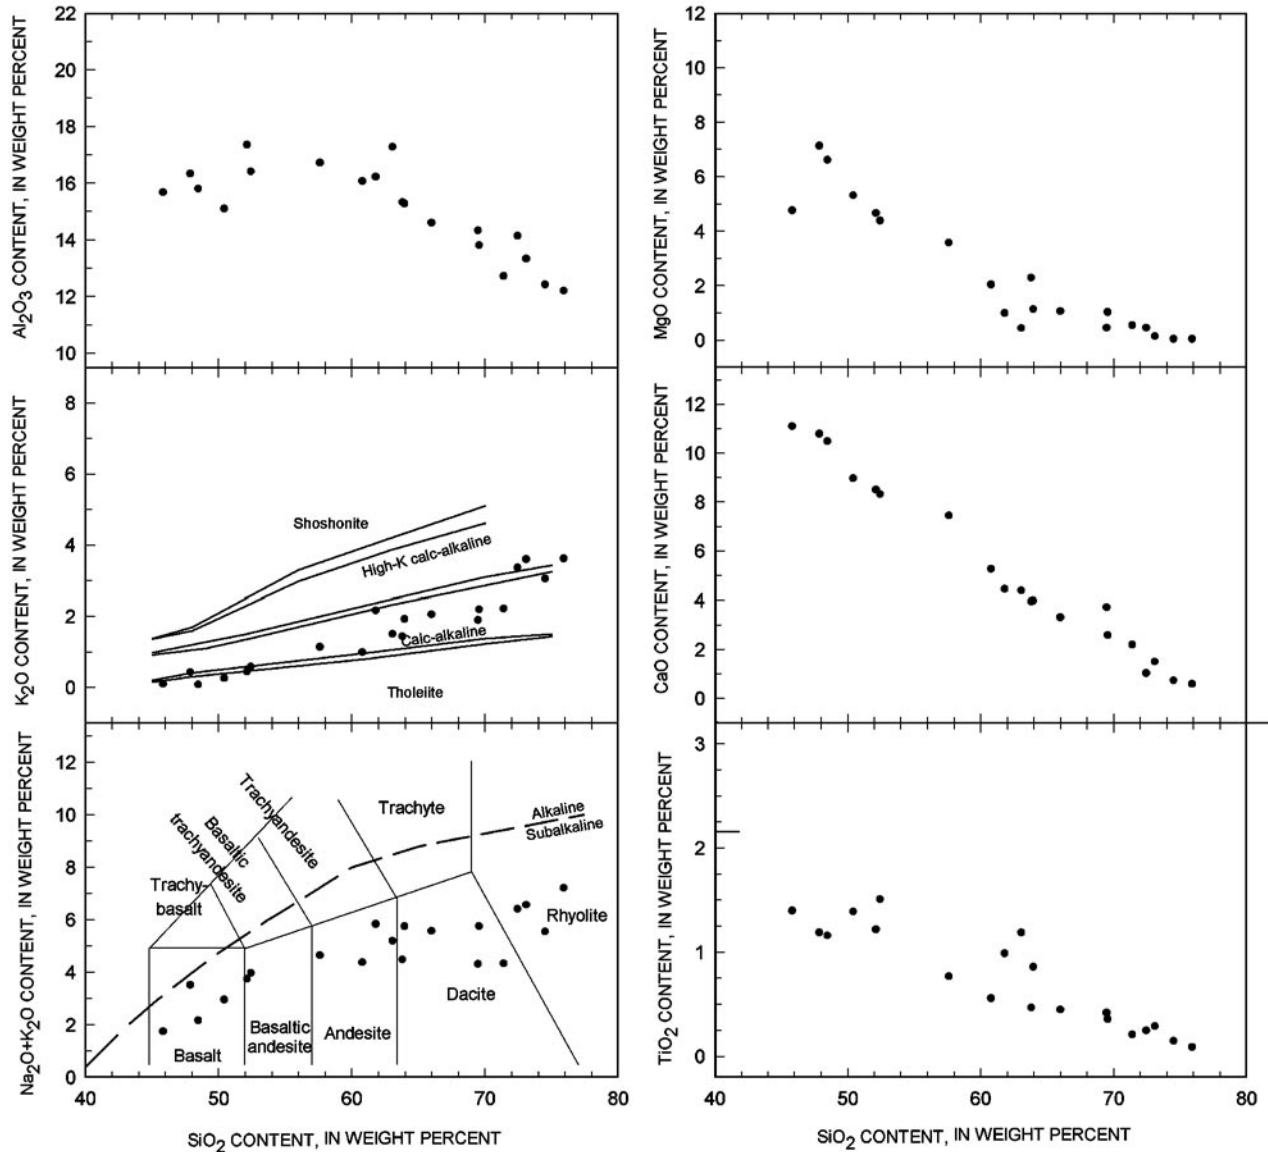 Al2O3 CONTENT, IN WEIGHT PERCENT
22
20
18
16
14
12
10
MgO CONTENT, IN WEIGHT PERCENT
12
10
8
6
4
2
0
K2O CONTENT, IN WEIGHT PERCENT
8
6
4
2
0
Shoshonite
High-K calc-alkaline
Calc-alkaline
Tholelite
CaO CONTENT, IN WEIGHT PERCENT
12
10
8
6
4
2
0
Na2O+K2O CONTENT, IN WEIGHT PERCENT
12
10
8
6
4
2
0
Trachy-
basalt
Basaltic
trachyandesite
Trachyandesite
Trachyte
Alkaline
Subalkaline
Rhyolite
Dacite
Basalt
Basaltic
andesite
Andesite
40 50 60 70 80
SiO2 CONTENT, IN WEIGHT PERCENT
TiO2 CONTENT, IN WEIGHT PERCENT
3
2
1
0
40 50 60 70 80
SiO2 CONTENT, IN WEIGHT PERCENT